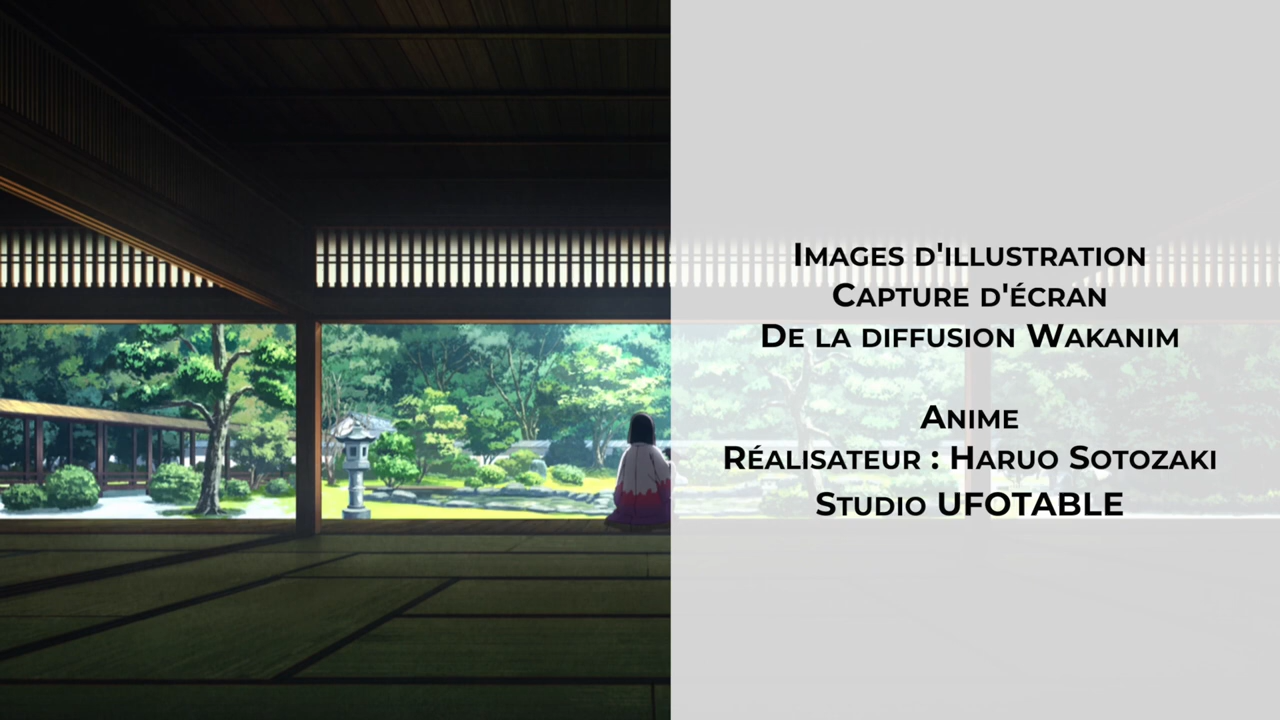 Images d'illustration
Capture d'écran
De la diffusion Wakanim
Anime
Réalisateur : Haruo Sotozaki
Studio UFOTABLE